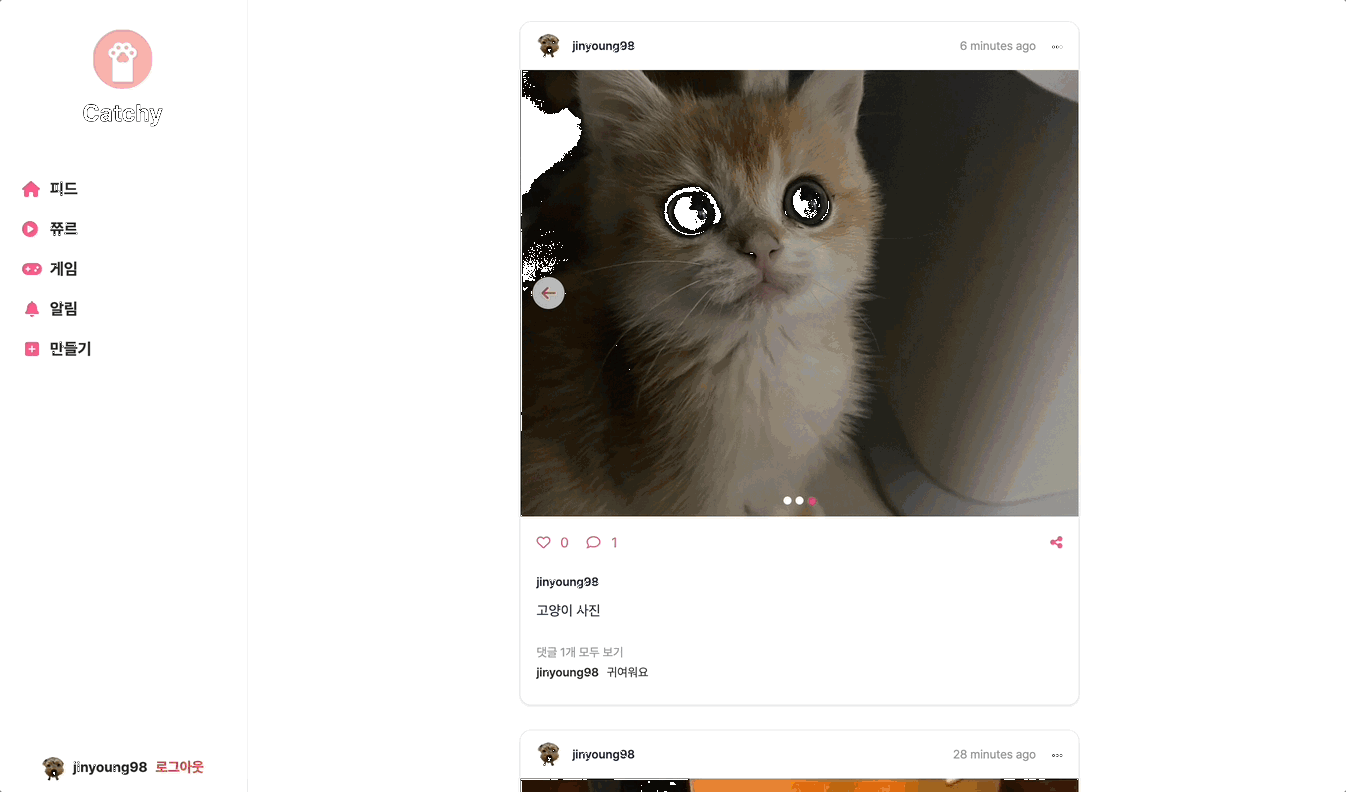 Catchy
피드
쮸르
게임
알림
만들기
jinyoung98 로그아웃
jinyoung98 6 minutes ago
0 1
jinyoung98
고양이 사진
댓글 1개 모두 보기
jinyoung98 귀여워요
jinyoung98 28 minutes ago